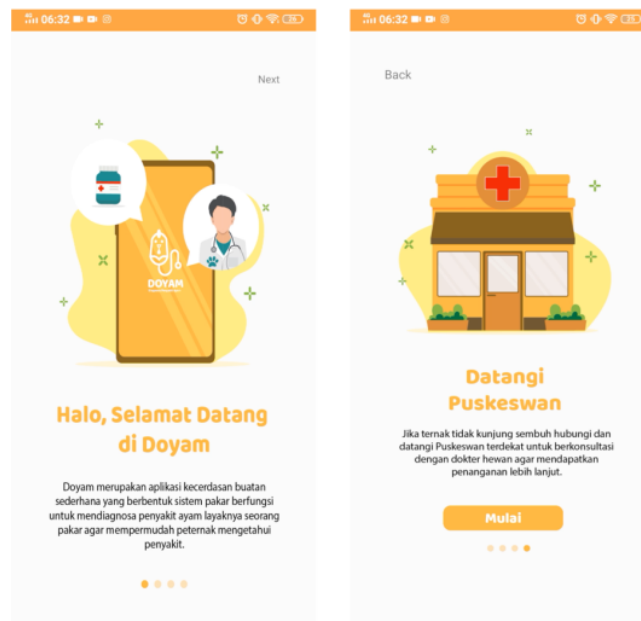 06:32
Next
DOYAM
Halo, Selamat Datang
di Doyam
Doyam merupakan aplikasi kecerdasan buatan
sederhana yang berbentuk sistem pakar berfungsi
untuk mendiagnosa penyakit ayam layaknya seorang
pakar agar mempermudah peternak mengetahui
penyakit.
06:32
Back
Datangi
Puskeswan
Jika ternak tidak kunjung sembuh hubungi dan
datangi Puskeswan terdekat untuk berkonsultasi
dengan dokter hewan agar mendapatkan
penanganan lebih lanjut.
Mulai